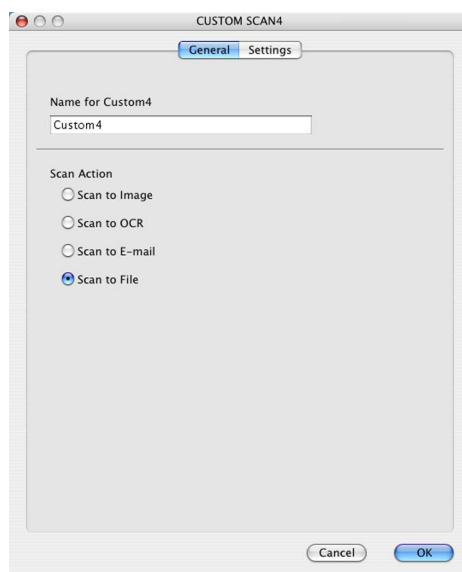 CUSTOM SCAN4
General Settings
Name for Custom4
Custom4
Scan Action
Scan to Image
Scan to OCR
Scan to E-mail
Scan to File
Cancel OK